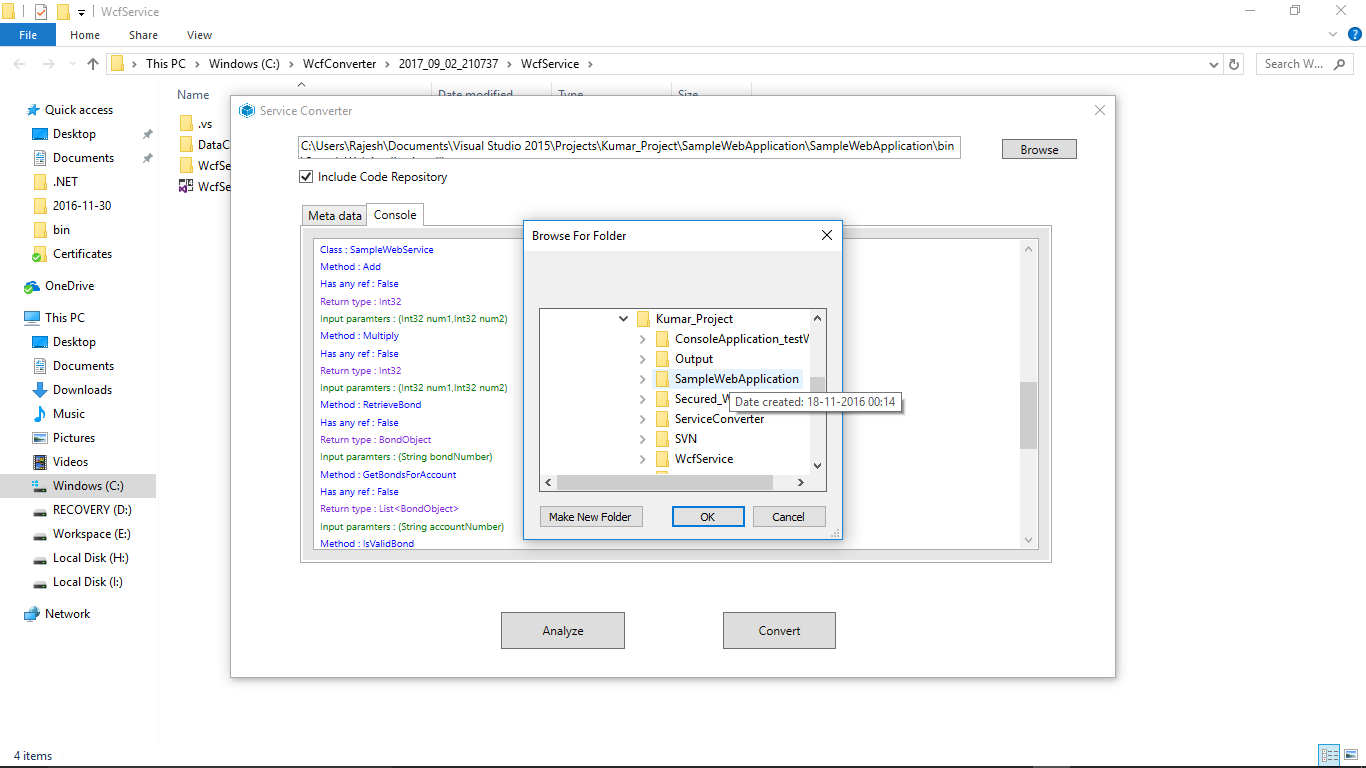 WcfService
File Home Share View
This PC Windows (C:) WcfConverter 2017_09_02_210737 WcfService
Search W...
Name Date modified Type Size
Quick access
Desktop
Documents
.NET
2016-11-30
bin
Certificates
OneDrive
This PC
Desktop
Documents
Downloads
Music
Pictures
Videos
Windows (C:)
RECOVERY (D:)
Workspace (E:)
Local Disk (H:)
Local Disk (I:)
Network
.vs
DataC
WcfSe
WcfSe
Service Converter
C:\Users\Rajesh\Documents\Visual Studio 2015\Projects\Kumar_Project\SampleWebApplication\SampleWebApplication\bin
Browse
Include Code Repository
Meta data Console
Class : SampleWebService
Method : Add
Has any ref : False
Return type : Int32
Input paramters : (Int32 num1,Int32 num2)
Method : Multiply
Has any ref : False
Return type : Int32
Input paramters : (Int32 num1,Int32 num2)
Method : RetrieveBond
Has any ref : False
Return type : BondObject
Input paramters : (String bondNumber)
Method : GetBondsForAccount
Has any ref : False
Return type : List<BondObject>
Input paramters : (String accountNumber)
Method : IsValidBond
Browse For Folder
Kumar_Project
ConsoleApplication_testW
Output
SampleWebApplication
Secured_W
Date created: 18-11-2016 00:14
ServiceConverter
SVN
WcfService
Make New Folder OK Cancel
Analyze Convert
4 items